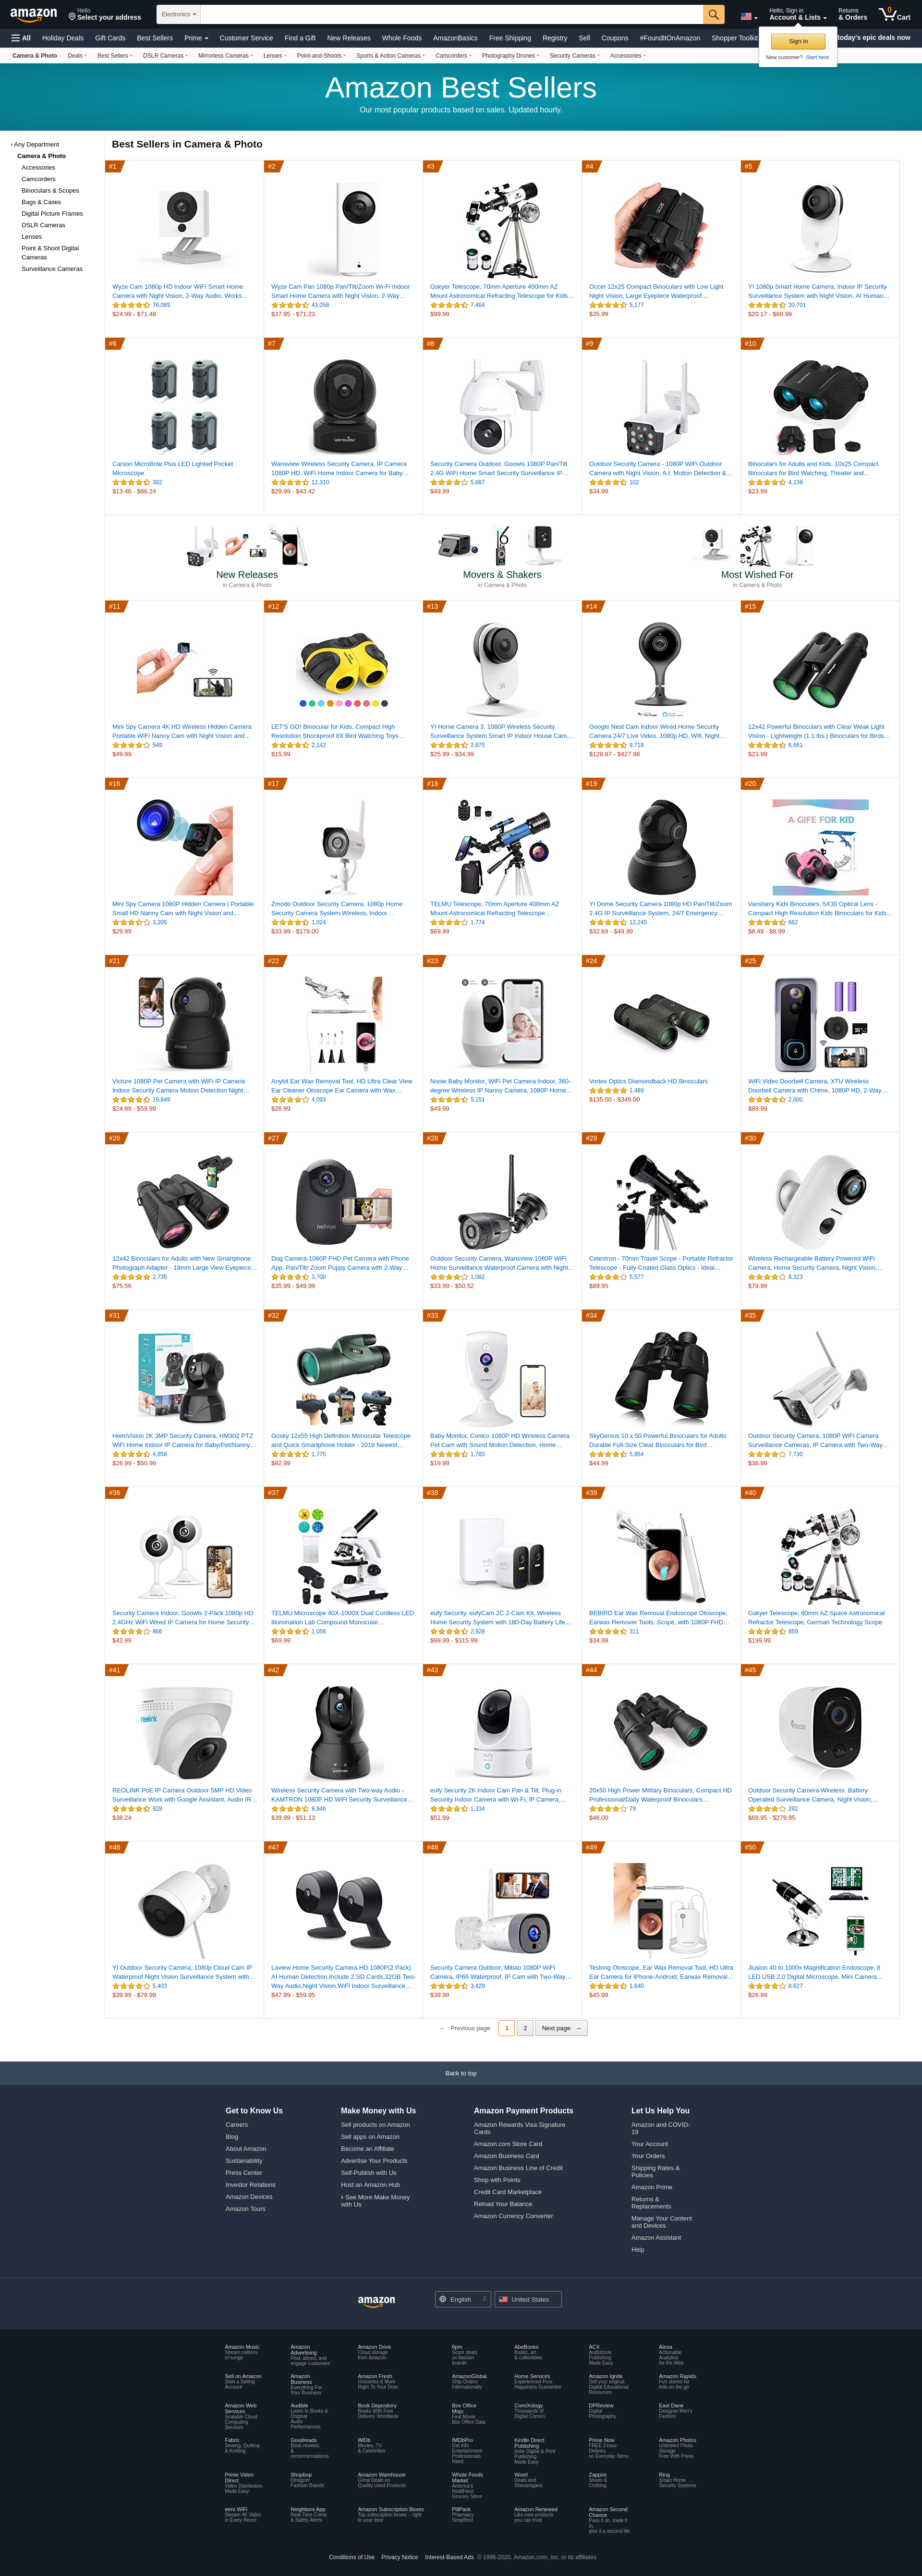 amazon
Hello
Select your address
Electronics
Hello, Sign in
Account & Lists
Returns
& Orders
0
Cart
All
Holiday Deals
Gift Cards
Best Sellers
Prime
Customer Service
Find a Gift
New Releases
Whole Foods
AmazonBasics
Free Shipping
Registry
Sell
Coupons
#FoundItOnAmazon
Shopper Toolkit
today's epic deals now
Sign in
New customer? Start here.
Camera & Photo
Deals
Best Sellers
DSLR Cameras
Mirrorless Cameras
Lenses
Point-and-Shoots
Sports & Action Cameras
Camcorders
Photography Drones
Security Cameras
Accessories
Amazon Best Sellers
Our most popular products based on sales. Updated hourly.
‹ Any Department
Camera & Photo
Accessories
Camcorders
Binoculars & Scopes
Bags & Cases
Digital Picture Frames
DSLR Cameras
Lenses
Point & Shoot Digital
Cameras
Surveillance Cameras
Best Sellers in Camera & Photo
#1
Wyze Cam 1080p HD Indoor WiFi Smart Home
Camera with Night Vision, 2-Way Audio, Works…
76,089
$24.99 - $71.48
#2
Wyze Cam Pan 1080p Pan/Tilt/Zoom Wi-Fi Indoor
Smart Home Camera with Night Vision, 2-Way…
43,058
$37.95 - $71.23
#3
Gskyer Telescope, 70mm Aperture 400mm AZ
Mount Astronomical Refracting Telescope for Kids…
7,464
$99.99
#4
Occer 12x25 Compact Binoculars with Low Light
Night Vision, Large Eyepiece Waterproof…
5,177
$35.99
#5
YI 1080p Smart Home Camera, Indoor IP Security
Surveillance System with Night Vision, AI Human…
20,701
$20.17 - $68.99
#6
Carson MicroBrite Plus LED Lighted Pocket
Microscope
302
$13.46 - $86.24
#7
Wansview Wireless Security Camera, IP Camera
1080P HD, WiFi Home Indoor Camera for Baby…
12,310
$29.99 - $43.42
#8
Security Camera Outdoor, Goowls 1080P Pan/Tilt
2.4G WiFi Home Smart Security Surveillance IP…
5,687
$49.99
#9
Outdoor Security Camera - 1080P WiFi Outdoor
Camera with Night Vision, A.I. Motion Detection &…
102
$34.99
#10
Binoculars for Adults and Kids, 10x25 Compact
Binoculars for Bird Watching, Theater and…
4,139
$23.99
New Releases
in Camera & Photo
Movers & Shakers
in Camera & Photo
Most Wished For
in Camera & Photo
#11
Mini Spy Camera 4K HD Wireless Hidden Camera
Portable WiFi Nanny Cam with Night Vision and…
549
$49.99
#12
LET'S GO! Binocular for Kids, Compact High
Resolution Shockproof 8X Bird Watching Toys…
2,142
$15.99
#13
YI Home Camera 3, 1080P Wireless Security
Surveillance System Smart IP Indoor House Cam,…
2,875
$25.99 - $34.99
#14
Google Nest Cam Indoor Wired Home Security
Camera 24/7 Live Video, 1080p HD, Wifi, Night…
9,718
$128.87 - $427.98
#15
12x42 Powerful Binoculars with Clear Weak Light
Vision - Lightweight (1.1 lbs.) Binoculars for Birds…
6,661
$23.99
#16
Mini Spy Camera 1080P Hidden Camera | Portable
Small HD Nanny Cam with Night Vision and…
3,205
$29.99
#17
Zmodo Outdoor Security Camera, 1080p Home
Security Camera System Wireless, Indoor…
1,024
$33.99 - $179.00
#18
TELMU Telescope, 70mm Aperture 400mm AZ
Mount Astronomical Refracting Telescope…
1,774
$69.99
#19
YI Dome Security Camera 1080p HD Pan/Tilt/Zoom
2.4G IP Surveillance System, 24/7 Emergency…
12,245
$32.69 - $49.99
#20
A GIFE FOR KID
Vanstarry Kids Binoculars, 5X30 Optical Lens -
Compact High Resolution Kids Binoculars for Kids…
662
$8.49 - $8.99
#21
Victure 1080P Pet Camera with WiFi IP Camera
Indoor Security Camera Motion Detection Night…
19,849
$24.99 - $59.99
#22
Anykit Ear Wax Removal Tool, HD Ultra Clear View
Ear Cleaner Otoscope Ear Camera with Wax…
4,093
$26.99
#23
Nooie Baby Monitor, WiFi Pet Camera Indoor, 360-
degree Wireless IP Nanny Camera, 1080P Home…
5,151
$49.99
#24
Vortex Optics Diamondback HD Binoculars
1,489
$135.00 - $349.00
#25
WiFi Video Doorbell Camera, XTU Wireless
Doorbell Camera with Chime, 1080P HD, 2-Way…
2,000
$89.99
#26
12x42 Binoculars for Adults with New Smartphone
Photograph Adapter - 18mm Large View Eyepiece…
2,735
$75.56
#27
netvue
Dog Camera-1080P FHD Pet Camera with Phone
App, Pan/Tilt/ Zoom Puppy Camera with 2-Way…
3,700
$35.99 - $49.99
#28
Outdoor Security Camera, Wansview 1080P WiFi
Home Surveillance Waterproof Camera with Night…
1,082
$33.99 - $50.52
#29
Celestron - 70mm Travel Scope - Portable Refractor
Telescope - Fully-Coated Glass Optics - Ideal…
5,577
$89.95
#30
Wireless Rechargeable Battery Powered WiFi
Camera, Home Security Camera, Night Vision,…
8,323
$79.99
#31
HeimVision 2K 3MP Security Camera, HM302 PTZ
WiFi Home Indoor IP Camera for Baby/Pet/Nanny…
4,858
$28.99 - $50.99
#32
Gosky 12x55 High Definition Monocular Telescope
and Quick Smartphone Holder - 2019 Newest…
1,775
$82.99
#33
Baby Monitor, Conico 1080P HD Wireless Camera
Pet Cam with Sound Motion Detection, Home…
1,783
$19.99
#34
SkyGenius 10 x 50 Powerful Binoculars for Adults
Durable Full-Size Clear Binoculars for Bird…
5,954
$44.99
#35
Outdoor Security Camera, 1080P WiFi Camera
Surveillance Cameras, IP Camera with Two-Way…
7,730
$38.99
#36
Security Camera Indoor, Goowls 2-Pack 1080p HD
2.4GHz WiFi Wired IP Camera for Home Security…
866
$42.99
#37
TELMU Microscope 40X-1000X Dual Cordless LED
Illumination Lab Compound Monocular…
1,058
$69.99
#38
eufy Security, eufyCam 2C 2-Cam Kit, Wireless
Home Security System with 180-Day Battery Life,…
2,928
$99.99 - $315.99
#39
BEBIRD Ear Wax Removal Endoscope Otoscope,
Earwax Remover Tools, Scope, with 1080P FHD…
311
$34.99
#40
Gskyer Telescope, 80mm AZ Space Astronomical
Refractor Telescope, German Technology Scope
859
$199.99
#41
reolink
REOLINK PoE IP Camera Outdoor 5MP HD Video
Surveillance Work with Google Assistant, Audio IR…
928
$38.24
#42
Wireless Security Camera with Two-way Audio -
KAMTRON 1080P HD WiFi Security Surveillance…
8,946
$39.99 - $51.13
#43
eufy Security 2K Indoor Cam Pan & Tilt, Plug-in
Security Indoor Camera with Wi-Fi, IP Camera,…
1,334
$51.99
#44
20x50 High Power Military Binoculars, Compact HD
Professional/Daily Waterproof Binoculars…
79
$46.00
#45
Outdoor Security Camera Wireless, Battery
Operated Surveillance Camera, Night Vision,…
292
$69.95 - $279.95
#46
YI Outdoor Security Camera, 1080p Cloud Cam IP
Waterproof Night Vision Surveillance System with…
5,403
$39.99 - $79.99
#47
Laview Home Security Camera HD 1080P(2 Pack)
AI Human Detection,Include 2 SD Cards,32GB Two-
Way Audio,Night Vision,WiFi Indoor Surveillance…
$47.99 - $59.95
#48
Security Camera Outdoor, Mibao 1080P WiFi
Camera, IP66 Waterproof, IP Cam with Two-Way…
3,429
$39.99
#49
Teslong Otoscope, Ear Wax Removal Tool, HD Ultra
Ear Camera for iPhone-Android, Earwax Removal…
1,640
$45.99
#50
Jiusion 40 to 1000x Magnification Endoscope, 8
LED USB 2.0 Digital Microscope, Mini Camera…
8,627
$26.99
← Previous page
1
2
Next page →
Back to top
Get to Know Us
Careers
Blog
About Amazon
Sustainability
Press Center
Investor Relations
Amazon Devices
Amazon Tours
Make Money with Us
Sell products on Amazon
Sell apps on Amazon
Become an Affiliate
Advertise Your Products
Self-Publish with Us
Host an Amazon Hub
› See More Make Money
with Us
Amazon Payment Products
Amazon Rewards Visa Signature
Cards
Amazon.com Store Card
Amazon Business Card
Amazon Business Line of Credit
Shop with Points
Credit Card Marketplace
Reload Your Balance
Amazon Currency Converter
Let Us Help You
Amazon and COVID-
19
Your Account
Your Orders
Shipping Rates &
Policies
Amazon Prime
Returns &
Replacements
Manage Your Content
and Devices
Amazon Assistant
Help
amazon
English
United States
Amazon Music
Stream millions
of songs
Amazon
Advertising
Find, attract, and
engage customers
Amazon Drive
Cloud storage
from Amazon
6pm
Score deals
on fashion
brands
AbeBooks
Books, art
& collectibles
ACX
Audiobook
Publishing
Made Easy
Alexa
Actionable
Analytics
for the Web
Sell on Amazon
Start a Selling
Account
Amazon
Business
Everything For
Your Business
Amazon Fresh
Groceries & More
Right To Your Door
AmazonGlobal
Ship Orders
Internationally
Home Services
Experienced Pros
Happiness Guarantee
Amazon Ignite
Sell your original
Digital Educational
Resources
Amazon Rapids
Fun stories for
kids on the go
Amazon Web
Services
Scalable Cloud
Computing
Services
Audible
Listen to Books &
Original
Audio
Performances
Book Depository
Books With Free
Delivery Worldwide
Box Office
Mojo
Find Movie
Box Office Data
ComiXology
Thousands of
Digital Comics
DPReview
Digital
Photography
East Dane
Designer Men's
Fashion
Fabric
Sewing, Quilting
& Knitting
Goodreads
Book reviews
&
recommendations
IMDb
Movies, TV
& Celebrities
IMDbPro
Get Info
Entertainment
Professionals
Need
Kindle Direct
Publishing
Indie Digital & Print
Publishing
Made Easy
Prime Now
FREE 2-hour
Delivery
on Everyday Items
Amazon Photos
Unlimited Photo
Storage
Free With Prime
Prime Video
Direct
Video Distribution
Made Easy
Shopbop
Designer
Fashion Brands
Amazon Warehouse
Great Deals on
Quality Used Products
Whole Foods
Market
America's
Healthiest
Grocery Store
Woot!
Deals and
Shenanigans
Zappos
Shoes &
Clothing
Ring
Smart Home
Security Systems
eero WiFi
Stream 4K Video
in Every Room
Neighbors App
Real-Time Crime
& Safety Alerts
Amazon Subscription Boxes
Top subscription boxes – right
to your door
PillPack
Pharmacy
Simplified
Amazon Renewed
Like-new products
you can trust
Amazon Second
Chance
Pass it on, trade it
in,
give it a second life
Conditions of Use
Privacy Notice
Interest-Based Ads
© 1996-2020, Amazon.com, Inc. or its affiliates